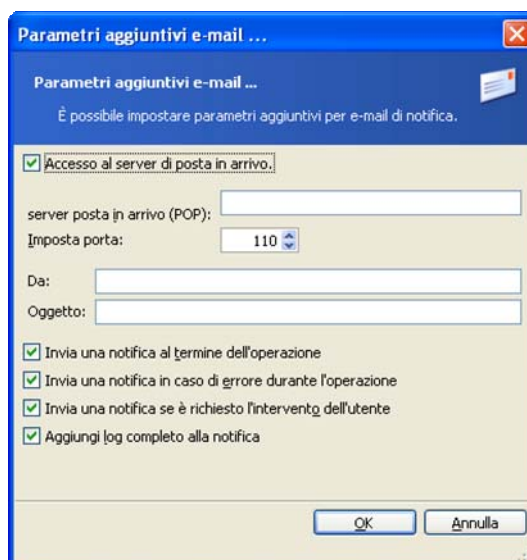 Parametri aggiuntivi e-mail ...
Parametri aggiuntivi e-mail ...
È possibile impostare parametri aggiuntivi per e-mail di notifica.
Accesso al server di posta in arrivo.
server posta in arrivo (POP):
Imposta porta: 110
Da:
Oggetto:
Invia una notifica al termine dell'operazione
Invia una notifica in caso di errore durante l'operazione
Invia una notifica se è richiesto l'intervento dell'utente
Aggiungi log completo alla notifica
OK Annulla